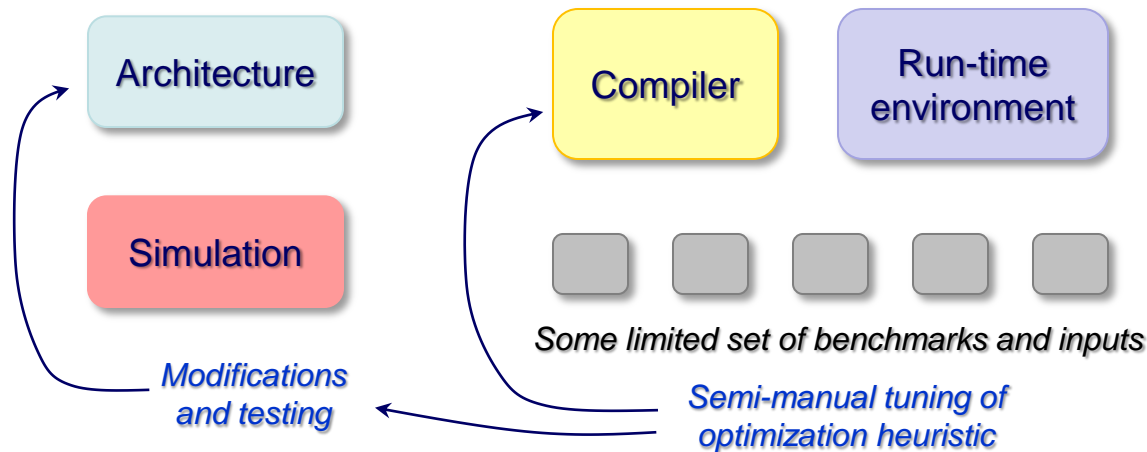 Architecture
Compiler
Run-time
environment
Simulation
Some limited set of benchmarks and inputs
Modifications
and testing
Semi-manual tuning of
optimization heuristic